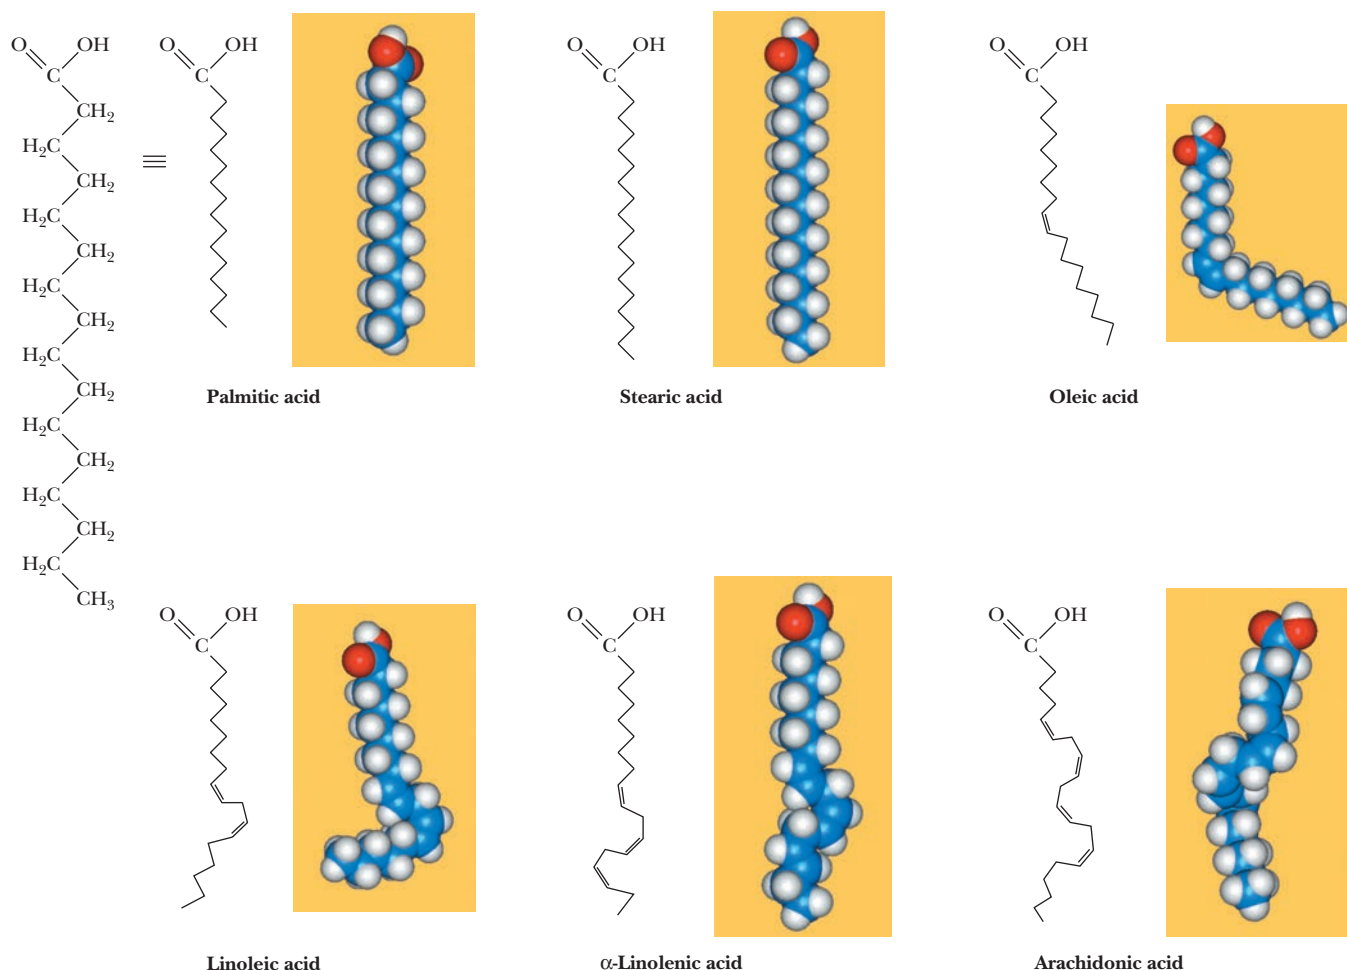 O OH
C
CH₂
H₂C
CH₂
H₂C
CH₂
H₂C
CH₂
H₂C
CH₂
H₂C
CH₂
H₂C
CH₂
H₂C
CH₃
≡
O OH
C
Palmitic acid
O OH
C
Stearic acid
O OH
C
Oleic acid
O OH
C
Linoleic acid
O OH
C
α-Linolenic acid
O OH
C
Arachidonic acid